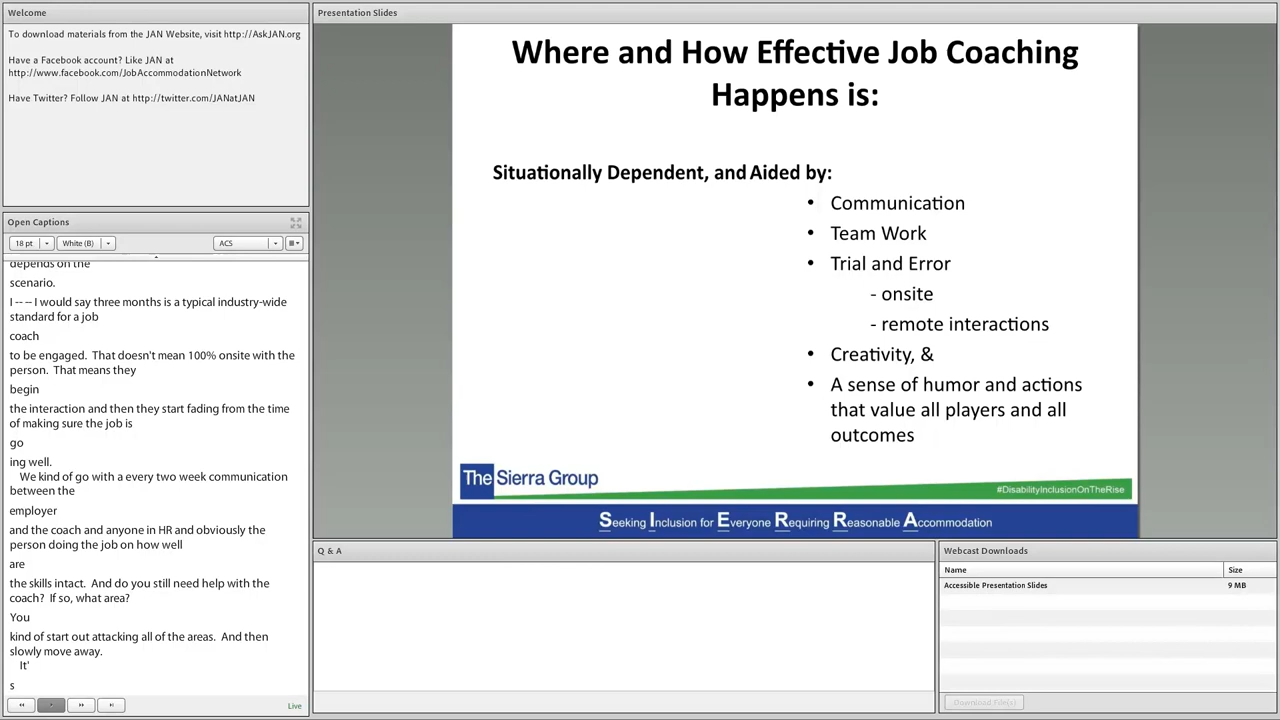 Welcome
To download materials from the JAN Website, visit http://AskJAN.org
Have a Facebook account? Like JAN at
http://www.facebook.com/JobAccommodationNetwork
Have Twitter? Follow JAN at http://twitter.com/JANatJAN
Open Captions
18 pt
White (B)
ACS
depends on the
scenario.
I -- -- I would say three months is a typical industry-wide
standard for a job
coach
to be engaged.  That doesn't mean 100% onsite with the
person.  That means they
begin
the interaction and then they start fading from the time
of making sure the job is
go
ing well.
We kind of go with a every two week communication
between the
employer
and the coach and anyone in HR and obviously the
person doing the job on how well
are
the skills intact.  And do you still need help with the
coach?  If so, what area?
You
kind of start out attacking all of the areas.  And then
slowly move away.
It'
s
Live
Presentation Slides
Where and How Effective Job Coaching
Happens is:
Situationally Dependent, and Aided by:
• Communication
• Team Work
• Trial and Error
- onsite
- remote interactions
• Creativity, &
• A sense of humor and actions
that value all players and all
outcomes
The Sierra Group
#DisabilityInclusionOnTheRise
Seeking Inclusion for Everyone Requiring Reasonable Accommodation
Q & A
Webcast Downloads
Name Size
Accessible Presentation Slides 9 MB
Download File(s)